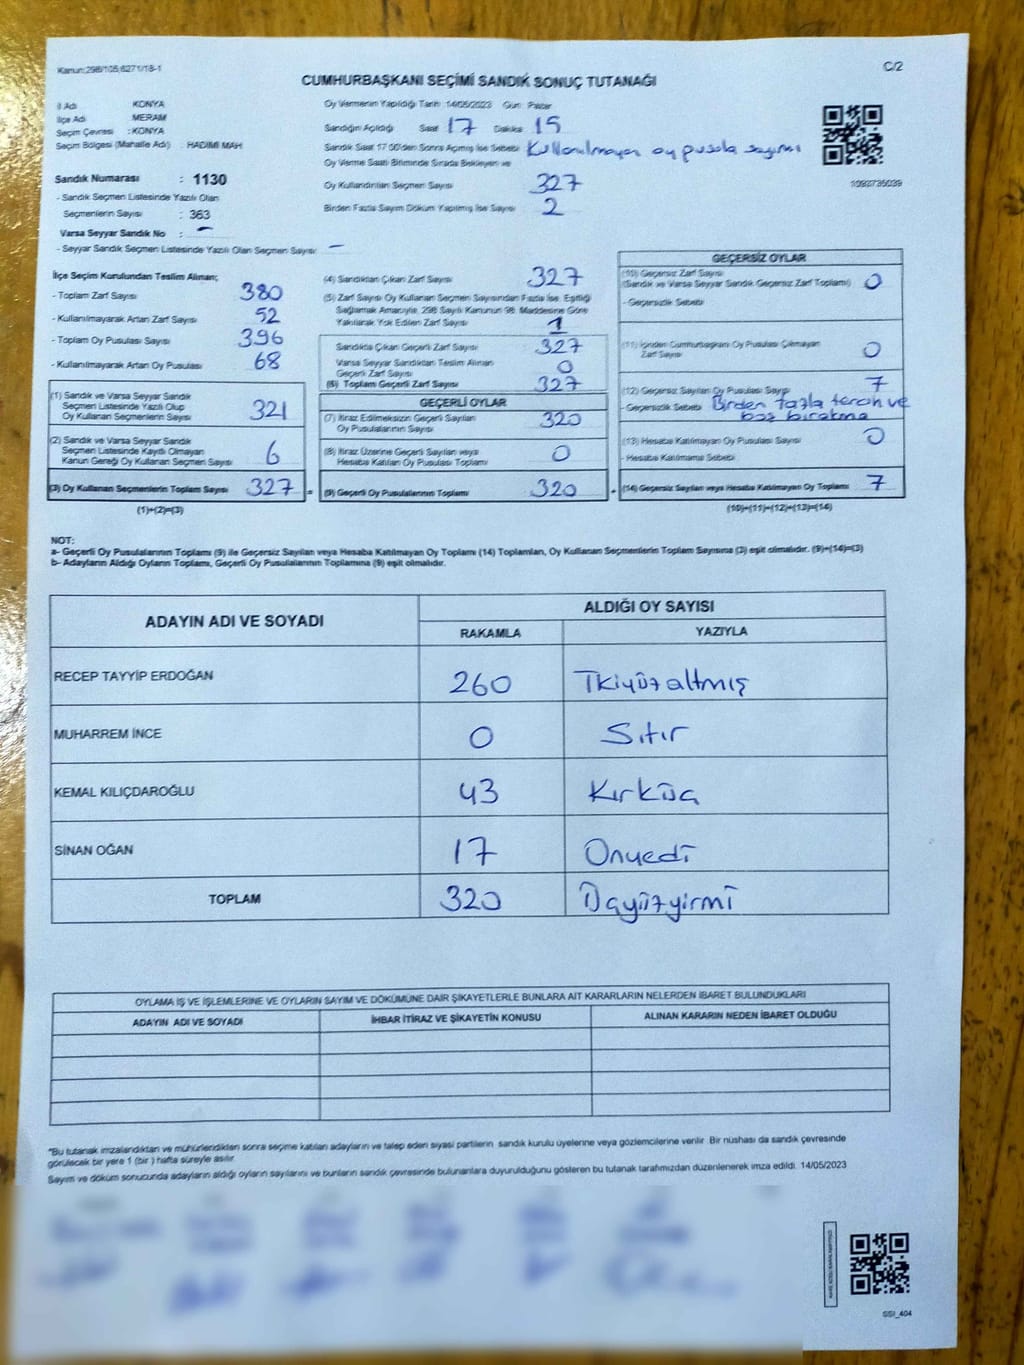 Kanun:298/105;6271/18-1
C/2
CUMHURBAŞKANI SEÇİMİ SANDIK SONUÇ TUTANAĞI
İl Adı : KONYA
İlçe Adı : MERAM
Seçim Çevresi : KONYA
Seçim Bölgesi (Mahalle Adı) : HADİMİ MAH
Sandık Numarası : 1130
- Sandık Seçmen Listesinde Yazılı Olan
Seçmenlerin Sayısı : 363
Varsa Seyyar Sandık No : -
- Seyyar Sandık Seçmen Listesinde Yazılı Olan Seçmen Sayısı: -
Oy Vermenin Yapıldığı Tarih :14/05/2023 Gün: Pazar
Sandığın Açıldığı Saat 17 Dakika 15
Sandık Saat 17:00'den Sonra Açılmış İse Sebebi: Kullanılmayan oy pusula sayımı
Oy Verme Saati Bitiminde Sırada Bekleyen ve
Oy Kullandırılan Seçmen Sayısı 327
Birden Fazla Sayım Döküm Yapılmış İse Sayısı 2
1092735039
İlçe Seçim Kurulundan Teslim Alınan;
- Toplam Zarf Sayısı 380
- Kullanılmayarak Artan Zarf Sayısı 52
- Toplam Oy Pusulası Sayısı 396
- Kullanılmayarak Artan Oy Pusulası 68
(1) Sandık ve Varsa Seyyar Sandık
Seçmen Listesinde Yazılı Olup
Oy Kullanan Seçmenlerin Sayısı 321
(2) Sandık ve Varsa Seyyar Sandık
Seçmen Listesinde Kayıtlı Olmayan
Kanun Gereği Oy Kullanan Seçmen Sayısı 6
(3) Oy Kullanan Seçmenlerin Toplam Sayısı 327 =
(1)+(2)=(3)
(4) Sandıktan Çıkan Zarf Sayısı 327
(5) Zarf Sayısı Oy Kullanan Seçmen Sayısından Fazla İse, Eşitliği
Sağlamak Amacıyla, 298 Sayılı Kanunun 98. Maddesine Göre
Yakılarak Yok Edilen Zarf Sayısı 1
Sandıkta Çıkan Geçerli Zarf Sayısı 327
Varsa Seyyar Sandıktan Teslim Alınan
Geçerli Zarf Sayısı 0
(6) Toplam Geçerli Zarf Sayısı 327
GEÇERLİ OYLAR
(7) İtiraz Edilmeksizin Geçerli Sayılan
Oy Pusulalarının Sayısı 320
(8) İtiraz Üzerine Geçerli Sayılan veya
Hesaba Katılan Oy Pusulası Toplamı 0
(9) Geçerli Oy Pusulalarının Toplamı 320 +
GEÇERSİZ OYLAR
(10) Geçersiz Zarf Sayısı
(Sandık ve Varsa Seyyar Sandık Geçersiz Zarf Toplamı) 0
- Geçersizlik Sebebi
(11) İçinden Cumhurbaşkanı Oy Pusulası Çıkmayan
Zarf Sayısı 0
(12) Geçersiz Sayılan Oy Pusulası Sayısı 7
- Geçersizlik Sebebi Birden fazla tercih ve
boş bırakma
(13) Hesaba Katılmayan Oy Pusulası Sayısı 0
- Hesaba Katılmama Sebebi
(14) Geçersiz Sayılan veya Hesaba Katılmayan Oy Toplamı 7
(10)+(11)+(12)+(13)=(14)
NOT:
a- Geçerli Oy Pusulalarının Toplamı (9) ile Geçersiz Sayılan veya Hesaba Katılmayan Oy Toplamı (14) Toplamları, Oy Kullanan Seçmenlerin Toplam Sayısına (3) eşit olmalıdır. (9)+(14)=(3)
b- Adayların Aldığı Oyların Toplamı, Geçerli Oy Pusulalarının Toplamına (9) eşit olmalıdır.
ADAYIN ADI VE SOYADI
ALDIĞI OY SAYISI
RAKAMLA YAZIYLA
RECEP TAYYİP ERDOĞAN 260 İkiyüzaltmış
MUHARREM İNCE 0 Sıfır
KEMAL KILIÇDAROĞLU 43 Kırküç
SİNAN OĞAN 17 Onyedi
TOPLAM 320 Üçyüzyirmi
OYLAMA İŞ VE İŞLEMLERİNE VE OYLARIN SAYIM VE DÖKÜMÜNE DAİR ŞİKAYETLERLE BUNLARA AİT KARARLARIN NELERDEN İBARET BULUNDUKLARI
ADAYIN ADI VE SOYADI İHBAR İTİRAZ VE ŞİKAYETİN KONUSU ALINAN KARARIN NEDEN İBARET OLDUĞU
*Bu tutanak imzalandıktan ve mühürlendikten sonra seçime katılan adayların ve talep eden siyasi partilerin sandık kurulu üyelerine veya gözlemcilerine verilir. Bir nüshası da sandık çevresinde
görülecek bir yere 1 (bir) hafta süreyle asılır.
Sayım ve döküm sonucunda adayların aldığı oyların sayılarını ve bunların sandık çevresinde bulunanlara duyurulduğunu gösteren bu tutanak tarafımızdan düzenlenerek imza edildi. 14/05/2023
SSI_404